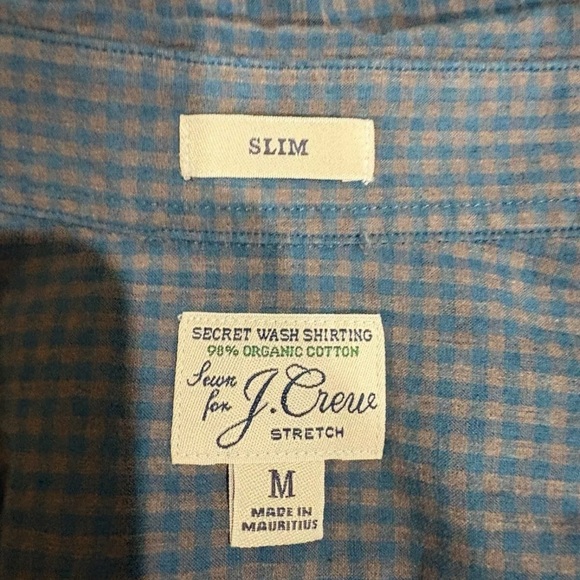 SLIM
SECRET WASH SHIRTING
98% ORGANIC COTTON
Sewn
for J.Crew
STRETCH
M
MADE IN
MAURITIUS